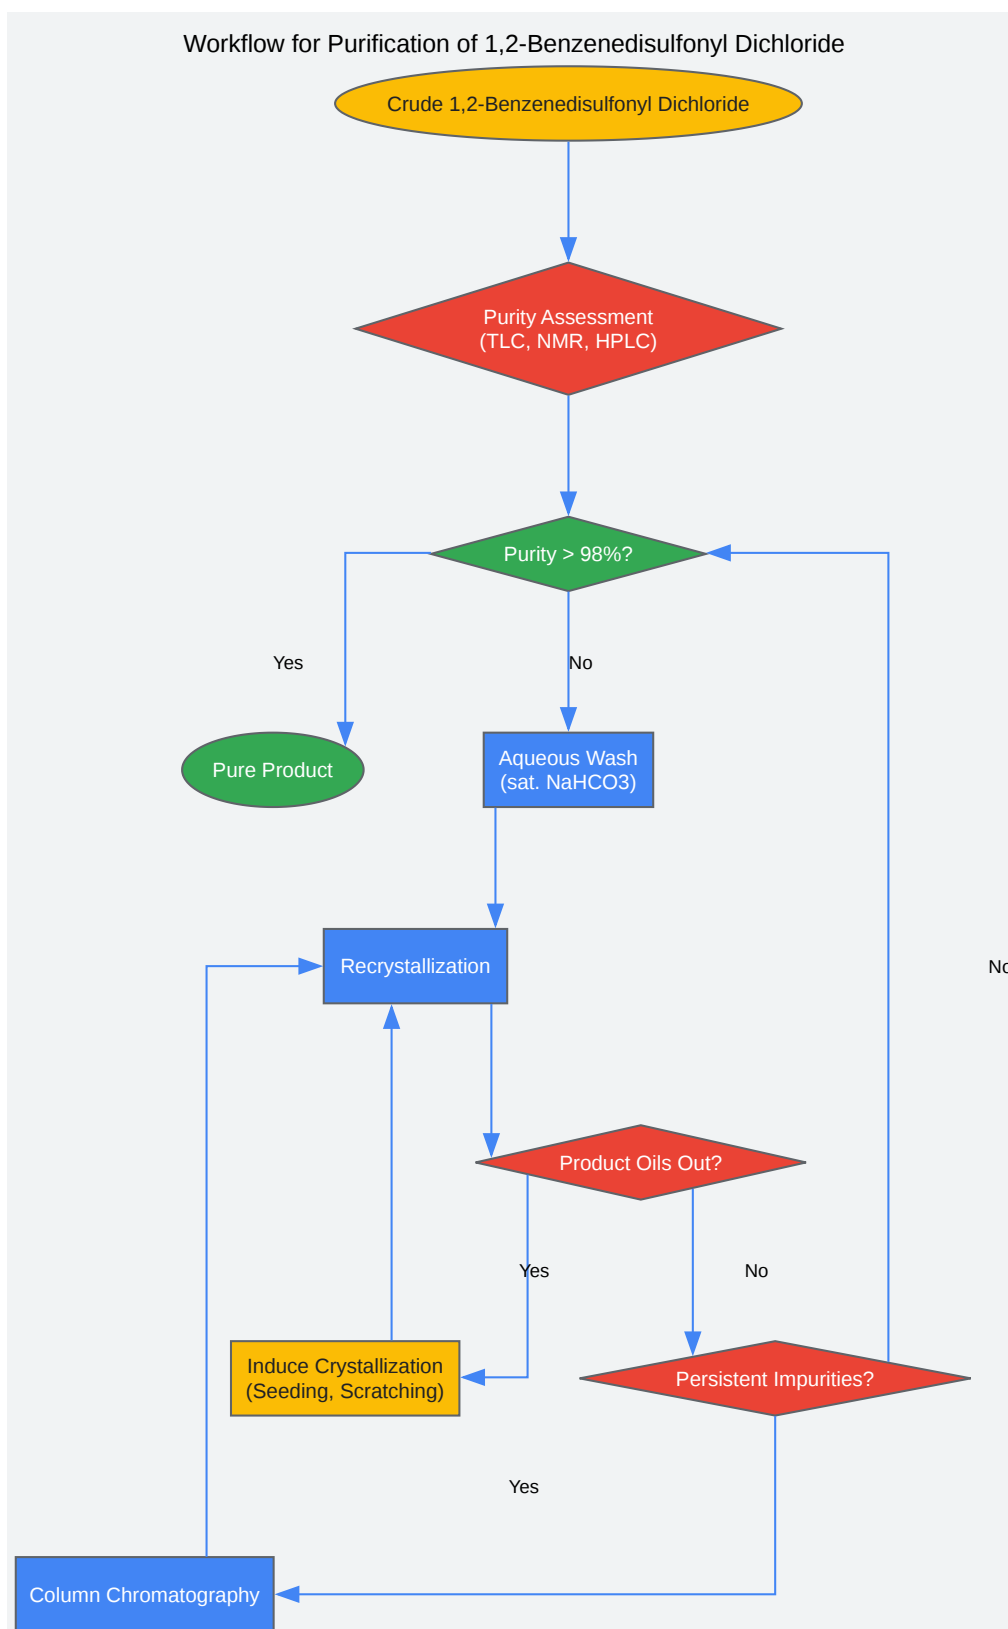 Workflow for Purification of 1,2-Benzenedisulfonyl Dichloride
Crude 1,2-Benzenedisulfonyl Dichloride
Purity Assessment
(TLC, NMR, HPLC)
Purity > 98%?
Yes
No
Pure Product
Aqueous Wash
(sat. NaHCO3)
Recrystallization
No
Product Oils Out?
Yes
No
Induce Crystallization
(Seeding, Scratching)
Persistent Impurities?
Yes
Column Chromatography